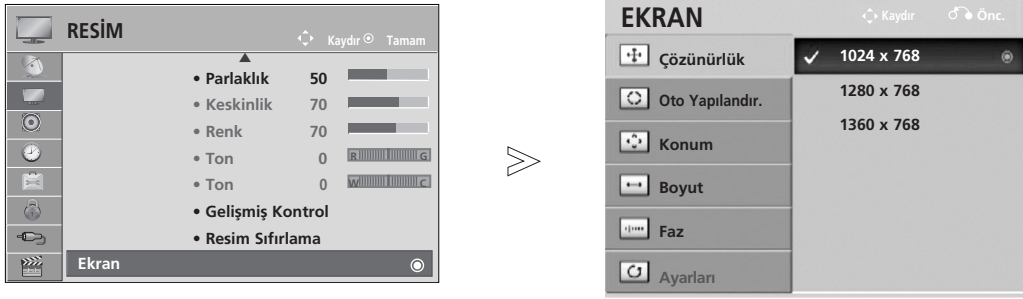 RESİM
Kaydır Tamam
• Parlaklık 50
• Keskinlik 70
• Renk 70
• Ton 0 R G
• Ton 0 W C
• Gelişmiş Kontrol
• Resim Sıfırlama
Ekran
EKRAN
Kaydır Önc.
Çözünürlük
Oto Yapılandır.
Konum
Boyut
Faz
Ayarları
1024 x 768
1280 x 768
1360 x 768